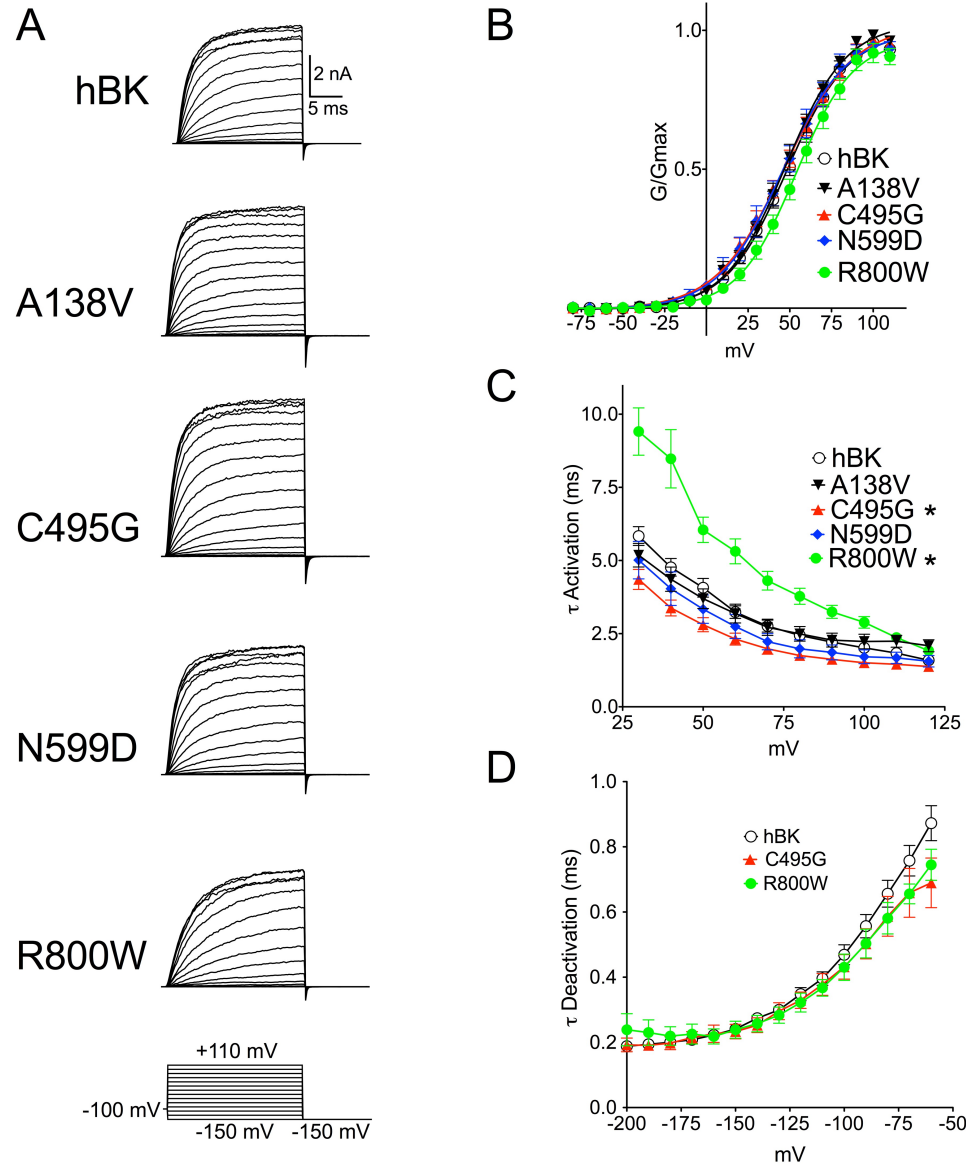 A
hBK
2 nA
5 ms
A138V
C495G
N599D
R800W
+110 mV
-100 mV
-150 mV
-150 mV
B
1.0
0.5
G/Gmax
hBK
A138V
C495G
N599D
R800W
-75
-50
-25
25
50
75
100
mV
C
10.0
7.5
5.0
2.5
0.0
τ Activation (ms)
hBK
A138V
C495G *
N599D
R800W *
25
50
75
100
125
mV
D
1.0
0.8
0.6
0.4
0.2
0.0
τ Deactivation (ms)
hBK
C495G
R800W
-200
-175
-150
-125
-100
-75
-50
mV